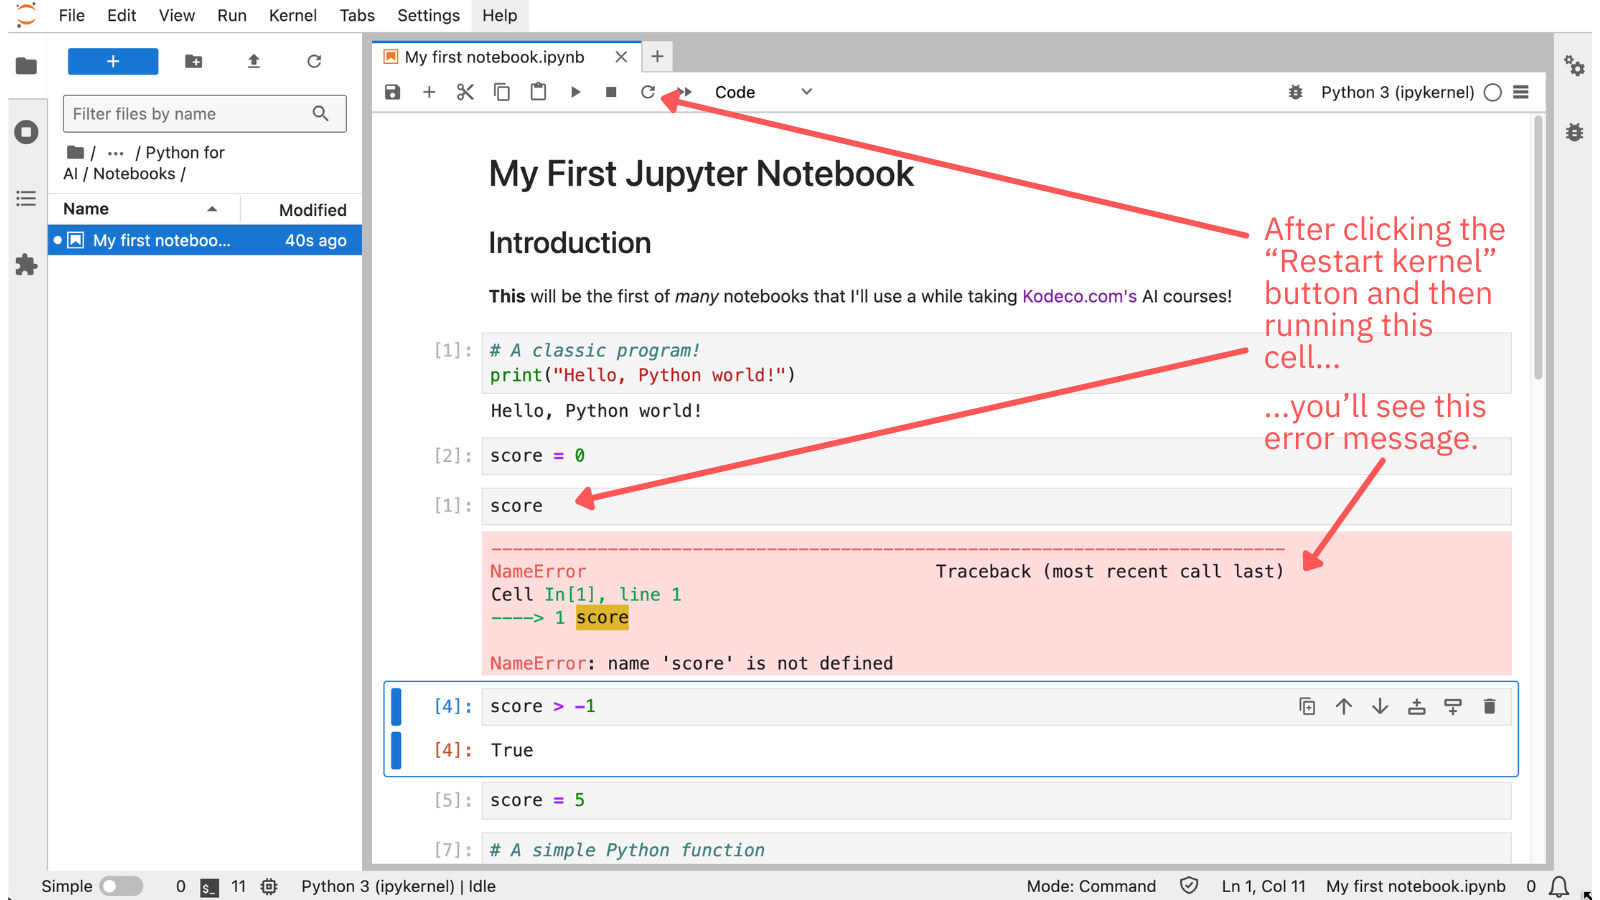 File Edit View Run Kernel Tabs Settings Help
My first notebook.ipynb
Code
Python 3 (ipykernel)
Filter files by name
/ ... / Python for
AI / Notebooks /
Name Modified
My first noteboo... 40s ago
My First Jupyter Notebook
Introduction
This will be the first of many notebooks that I'll use a while taking Kodeco.com's AI courses!
[1]: # A classic program!
print("Hello, Python world!")
Hello, Python world!
[2]: score = 0
[1]: score
---------------------------------------------------------------------------
NameError Traceback (most recent call last)
Cell In[1], line 1
----> 1 score
NameError: name 'score' is not defined
[4]: score > -1
[4]: True
[5]: score = 5
[7]: # A simple Python function
After clicking the
“Restart kernel”
button and then
running this
cell...
...you’ll see this
error message.
Simple 0 $_ 11 Python 3 (ipykernel) | Idle Mode: Command Ln 1, Col 11 My first notebook.ipynb 0